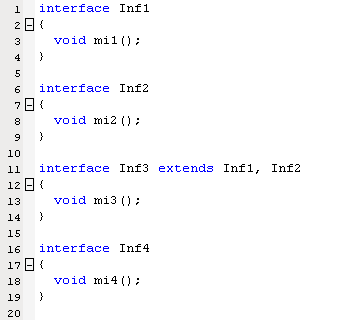 1 interface Inf1
2 {
3 void mi1();
4 }
5
6 interface Inf2
7 {
8 void mi2();
9 }
10
11 interface Inf3 extends Inf1, Inf2
12 {
13 void mi3();
14 }
15
16 interface Inf4
17 {
18 void mi4();
19 }
20